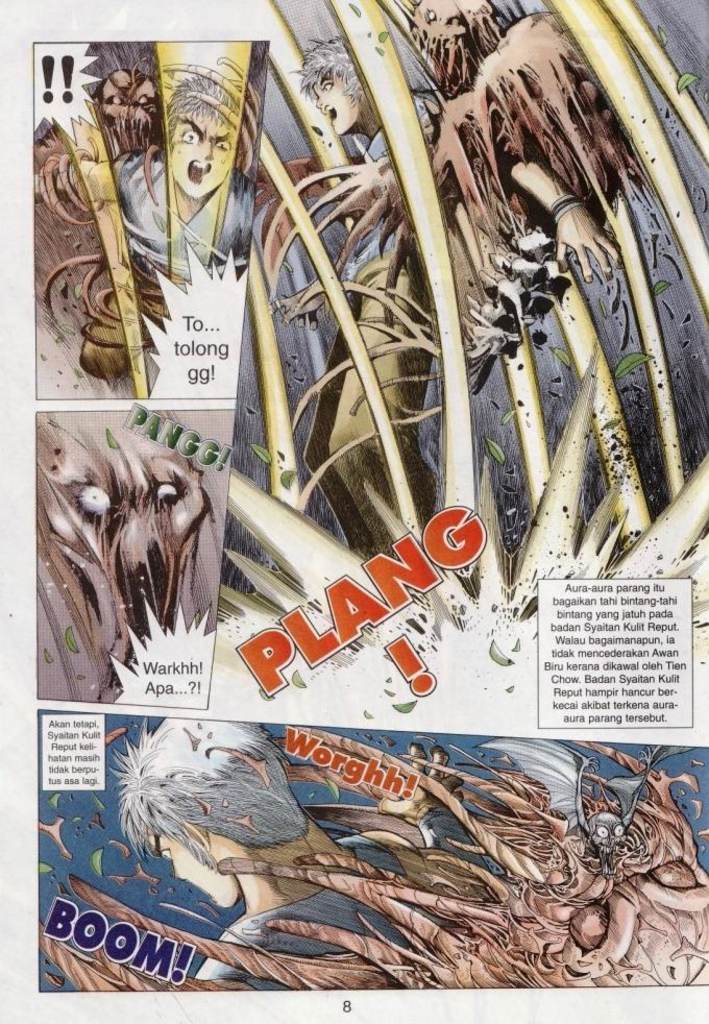 !!
To...
tolong
gg!
PANGG!
Warkhh!
Apa...?!
PLANG
!
Aura-aura parang itu
bagaikan tahi bintang-tahi
bintang yang jatuh pada
badan Syaitan Kulit Reput.
Walau bagaimanapun, ia
tidak mencederakan Awan
Biru kerana dikawal oleh Tien
Chow. Badan Syaitan Kulit
Reput hampir hancur ber-
kecai akibat terkena aura-
aura parang tersebut.
Akan tetapi,
Syaitan Kulit
Reput keli-
hatan masih
tidak berpu-
tus asa lagi.
Worghh!
BOOM!
8